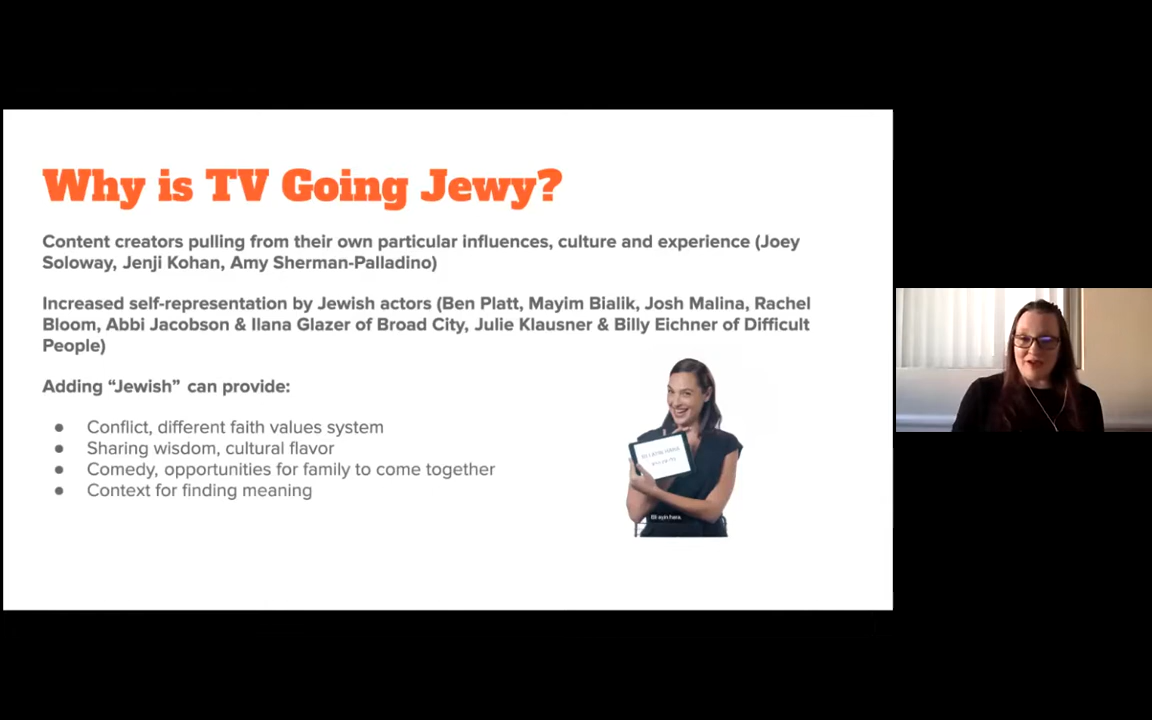 Why is TV Going Jewy?
Content creators pulling from their own particular influences, culture and experience (Joey
Soloway, Jenji Kohan, Amy Sherman-Palladino)
Increased self-representation by Jewish actors (Ben Platt, Mayim Bialik, Josh Malina, Rachel
Bloom, Abbi Jacobson & Ilana Glazer of Broad City, Julie Klausner & Billy Eichner of Difficult
People)
Adding “Jewish” can provide:
● Conflict, different faith values system
● Sharing wisdom, cultural flavor
● Comedy, opportunities for family to come together
● Context for finding meaning